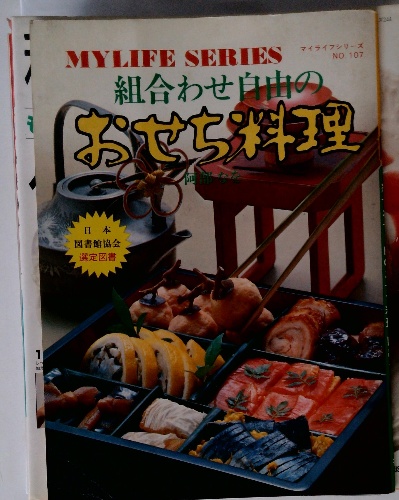 MYLIFE SERIES
マイライフシリーズ
NO. 107
組合わせ自由の
おせち料理
日本
図書館協会
選定図書